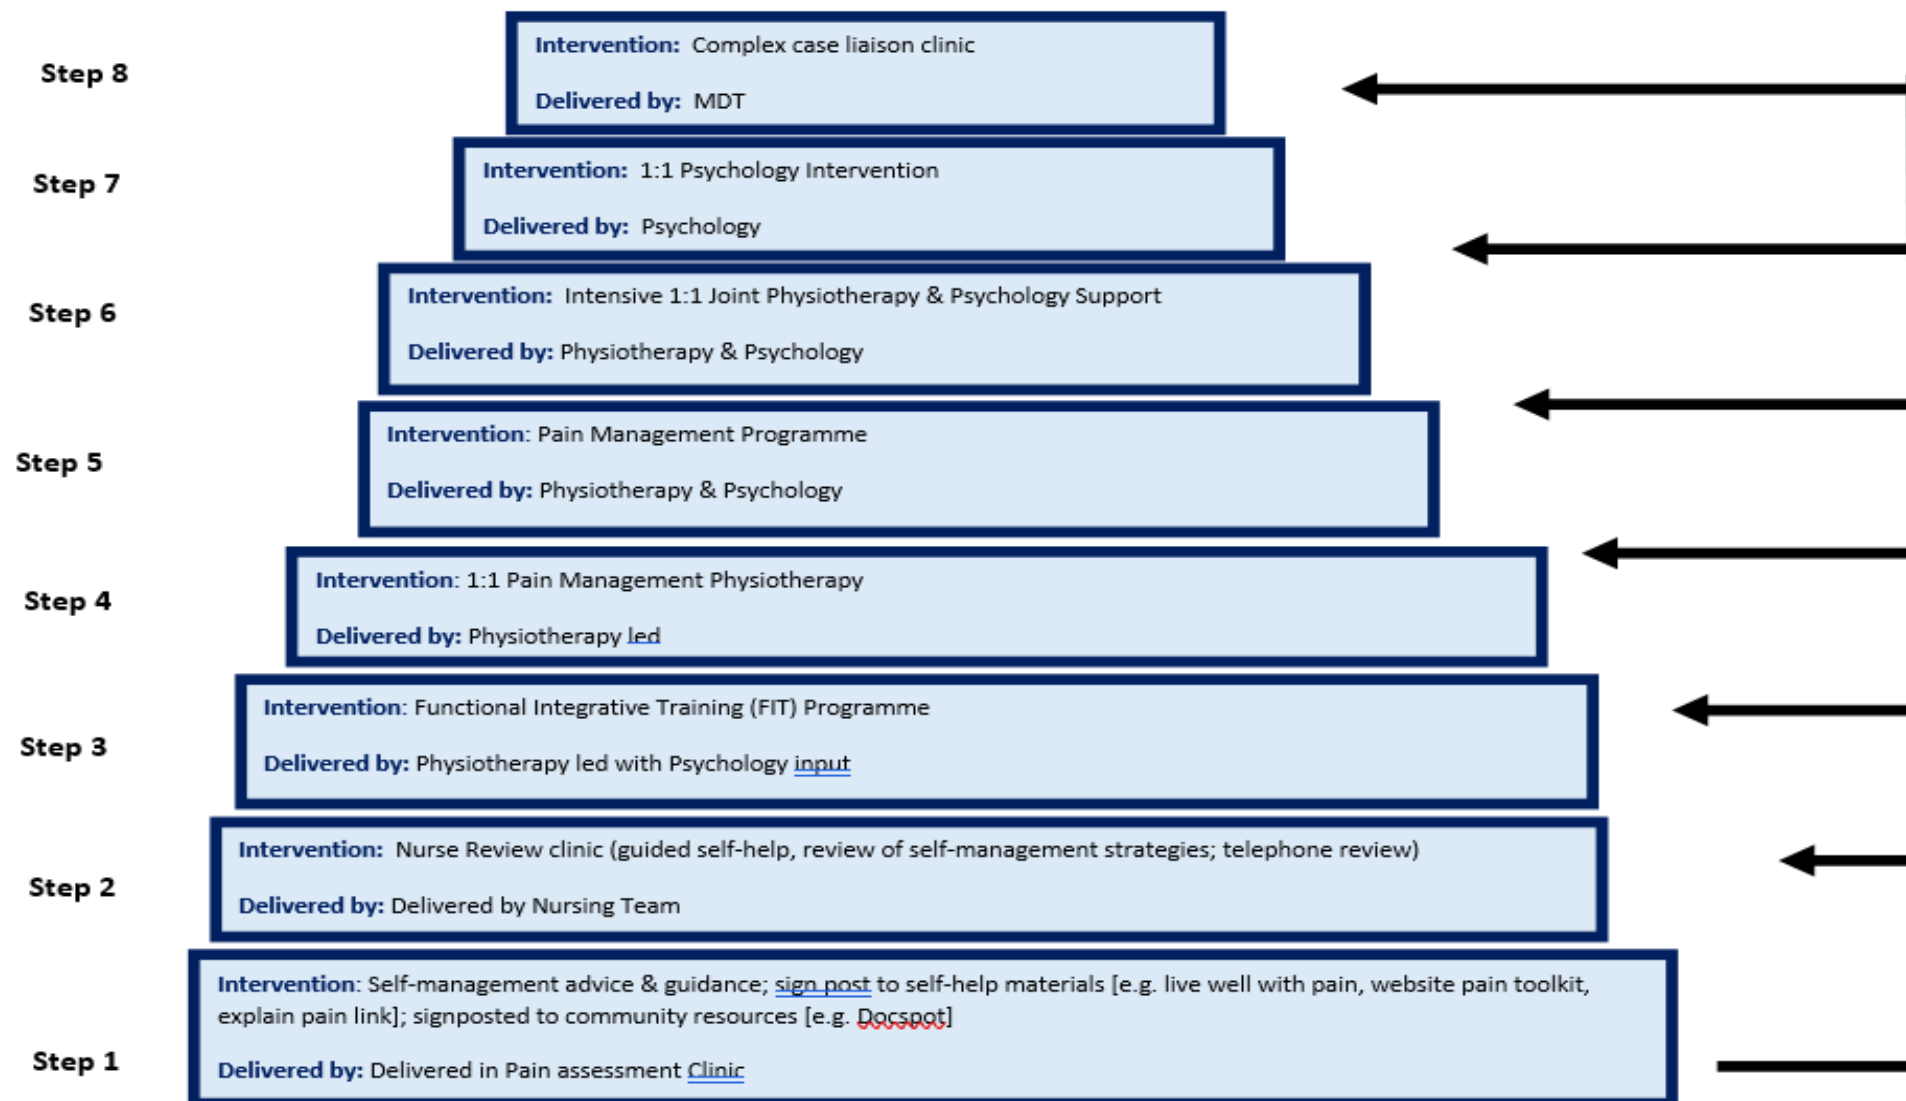 Step 8
Intervention: Complex case liaison clinic
Delivered by: MDT
Step 7
Intervention: 1:1 Psychology Intervention
Delivered by: Psychology
Step 6
Intervention: Intensive 1:1 Joint Physiotherapy & Psychology Support
Delivered by: Physiotherapy & Psychology
Step 5
Intervention: Pain Management Programme
Delivered by: Physiotherapy & Psychology
Step 4
Intervention: 1:1 Pain Management Physiotherapy
Delivered by: Physiotherapy led
Step 3
Intervention: Functional Integrative Training (FIT) Programme
Delivered by: Physiotherapy led with Psychology input
Step 2
Intervention: Nurse Review clinic (guided self-help, review of self-management strategies; telephone review)
Delivered by: Delivered by Nursing Team
Step 1
Intervention: Self-management advice & guidance; sign post to self-help materials [e.g. live well with pain, website pain toolkit,
explain pain link]; signposted to community resources [e.g. Docspot]
Delivered by: Delivered in Pain assessment Clinic